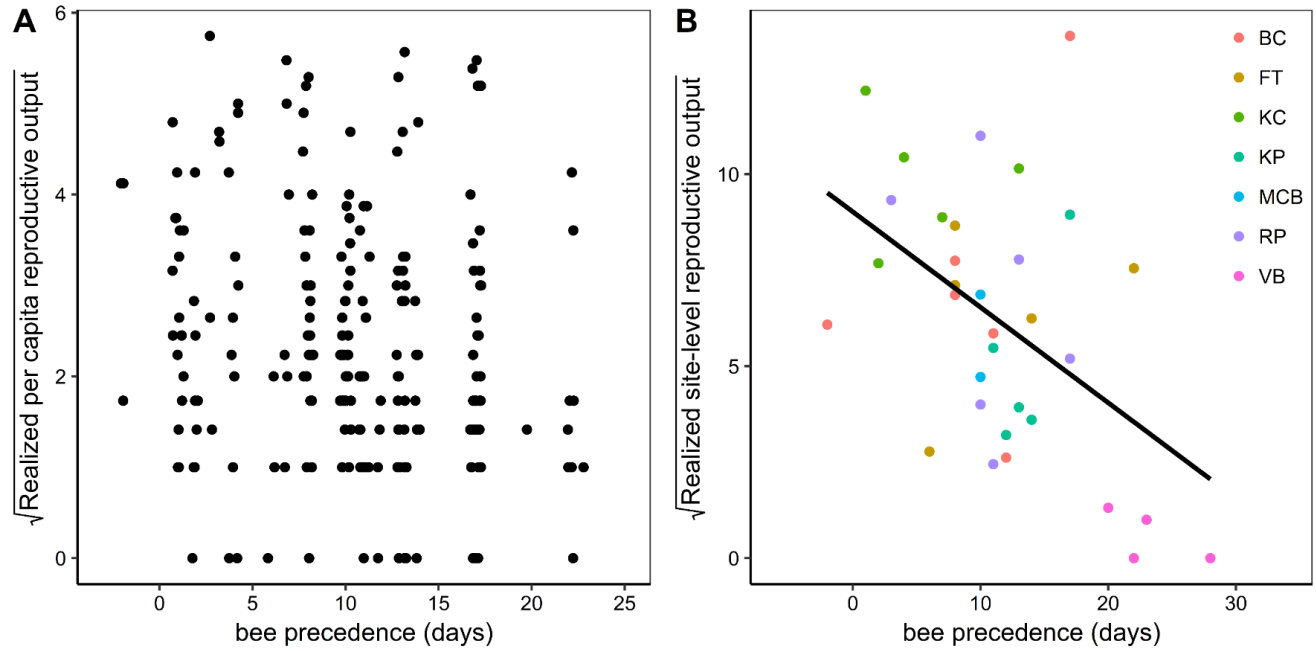 A
√Realized per capita reproductive output
6
4
2
0
0 5 10 15 20 25
bee precedence (days)
B
√Realized site-level reproductive output
10
5
0
0 10 20 30
bee precedence (days)
BC
FT
KC
KP
MCB
RP
VB